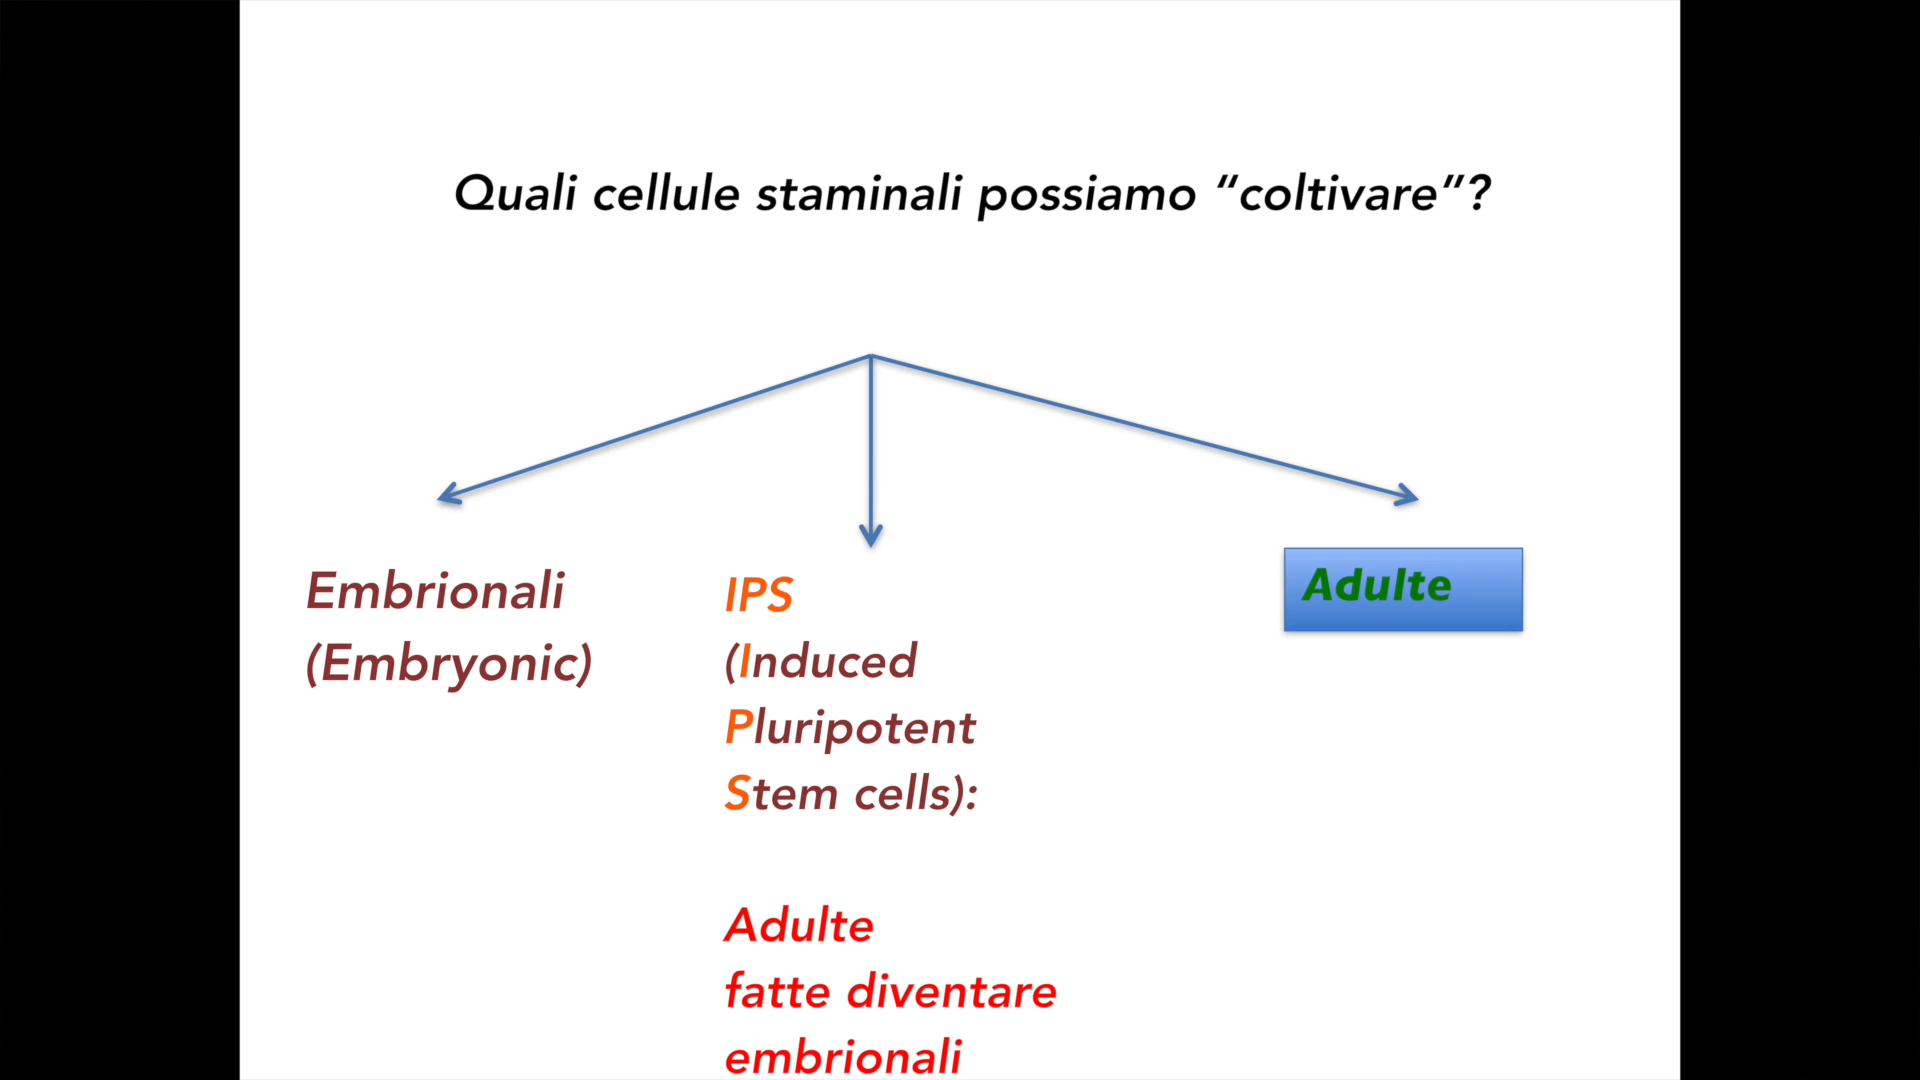 Quali cellule staminali possiamo “coltivare”?
Embrionali
(Embryonic)
IPS
(Induced
Pluripotent
Stem cells):
Adulte
fatte diventare
embrionali
Adulte